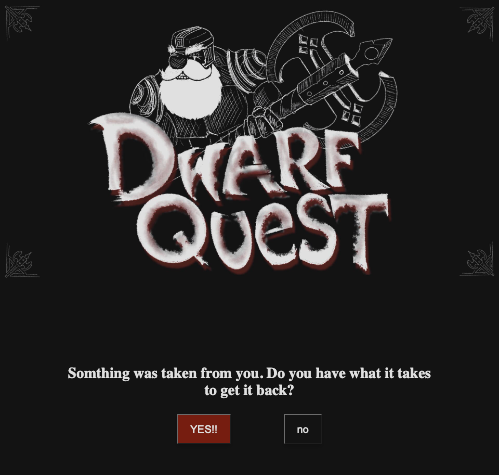 DWARF
QUEST
Somthing was taken from you. Do you have what it takes
to get it back?
YES!!
no